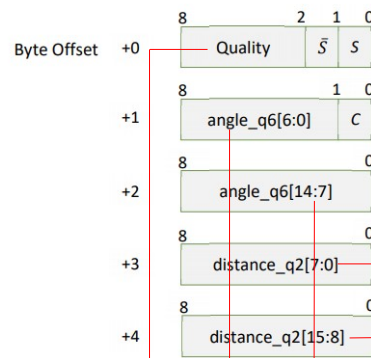 8 2 1 0
Byte Offset +0 Quality S̄ S
8 1 0
+1 angle_q6[6:0] C
8 0
+2 angle_q6[14:7]
8 0
+3 distance_q2[7:0]
8 0
+4 distance_q2[15:8]